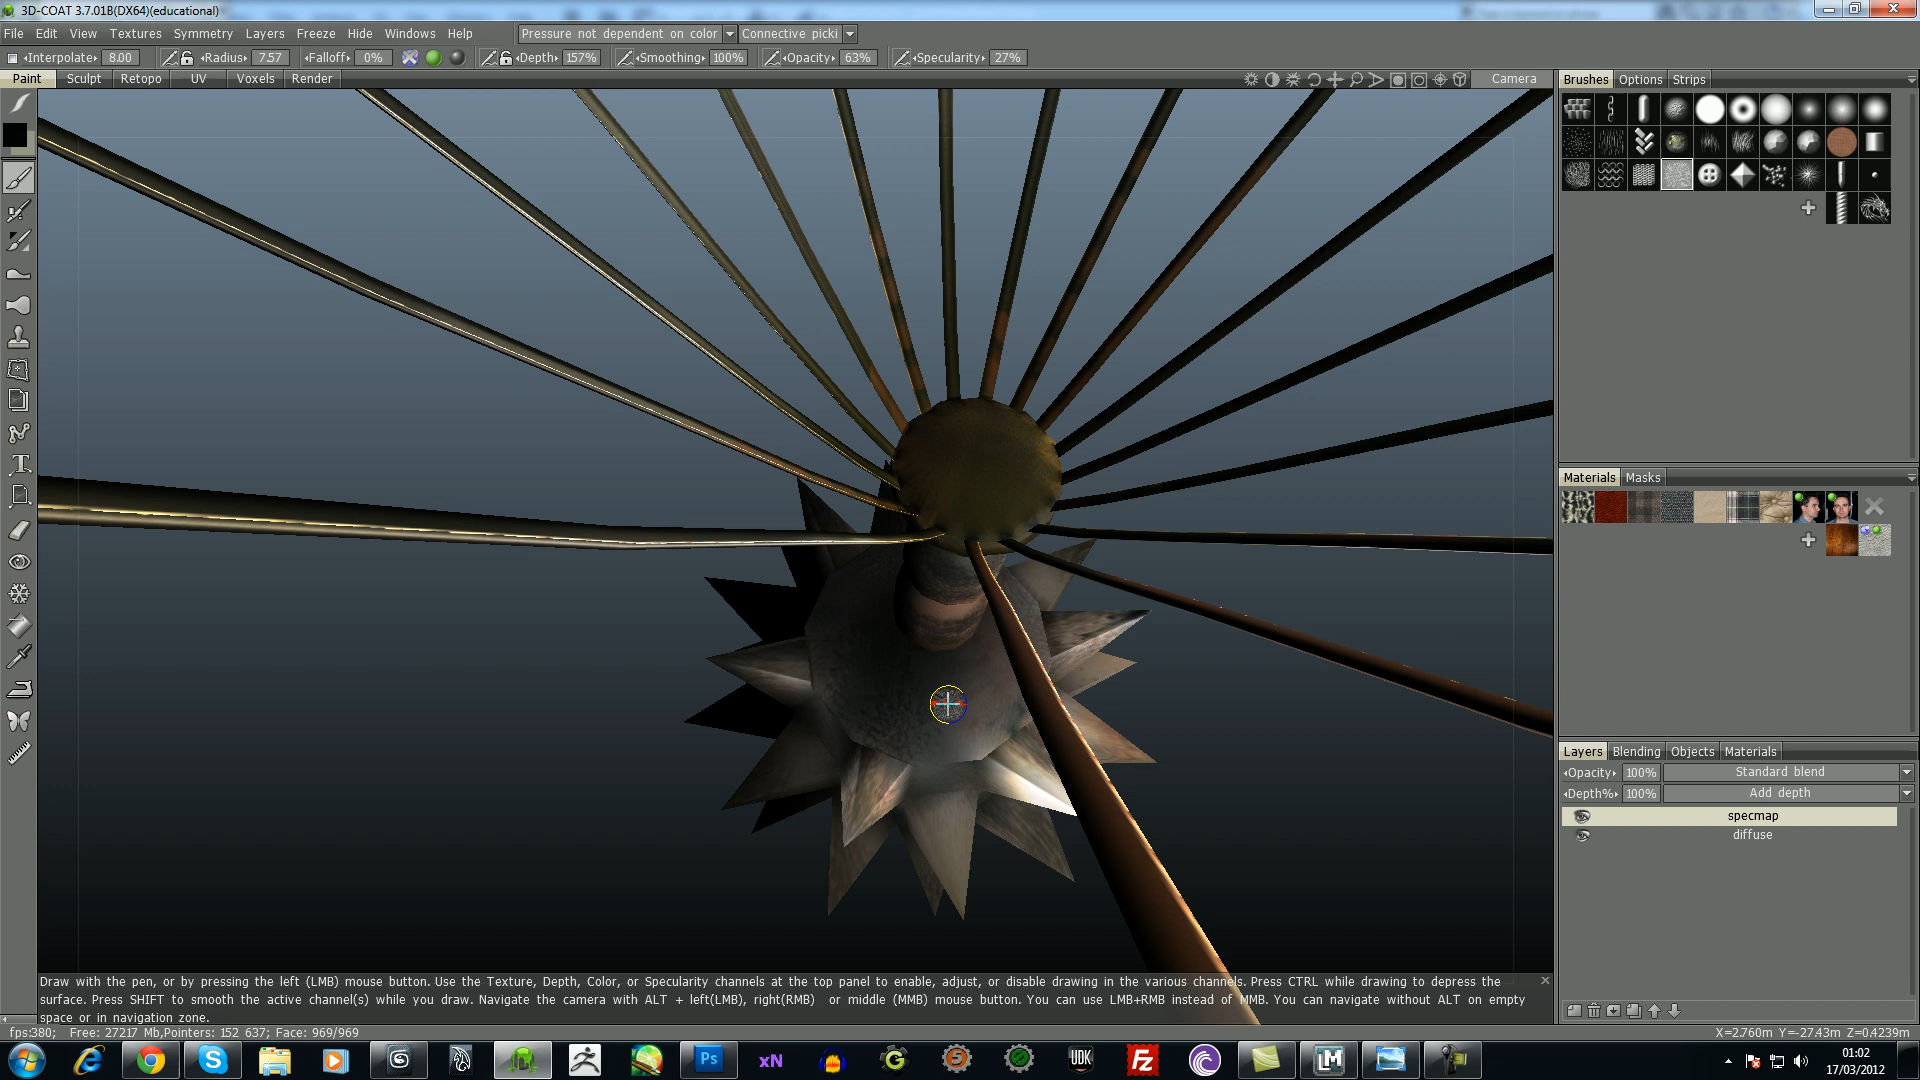 3D-COAT 3.7.01B(DX64)(educational)
File Edit View Textures Symmetry Layers Freeze Hide Windows Help Pressure not dependent on color Connective picki
Interpolate 8.00 Radius 7.57 Falloff 0% Depth 157% Smoothing 100% Opacity 63% Specularity 27%
Paint Sculpt Retopo UV Voxels Render Camera
Brushes Options Strips
Materials Masks
Layers Blending Objects Materials
Opacity 100% Standard blend
Depth% 100% Add depth
specmap
diffuse
Draw with the pen, or by pressing the left (LMB) mouse button. Use the Texture, Depth, Color, or Specularity channels at the top panel to enable, adjust, or disable drawing in the various channels. Press CTRL while drawing to depress the
surface. Press SHIFT to smooth the active channel(s) while you draw. Navigate the camera with ALT + left(LMB), right(RMB) or middle (MMB) mouse button. You can use LMB+RMB instead of MMB. You can navigate without ALT on empty
space or in navigation zone.
fps:380; Free: 27217 Mb,Pointers: 152 637; Face: 969/969 X=2.760m Y=-27.43m Z=0.4239m
Ps xN G 5 UDK Fz LM
01:02
17/03/2012